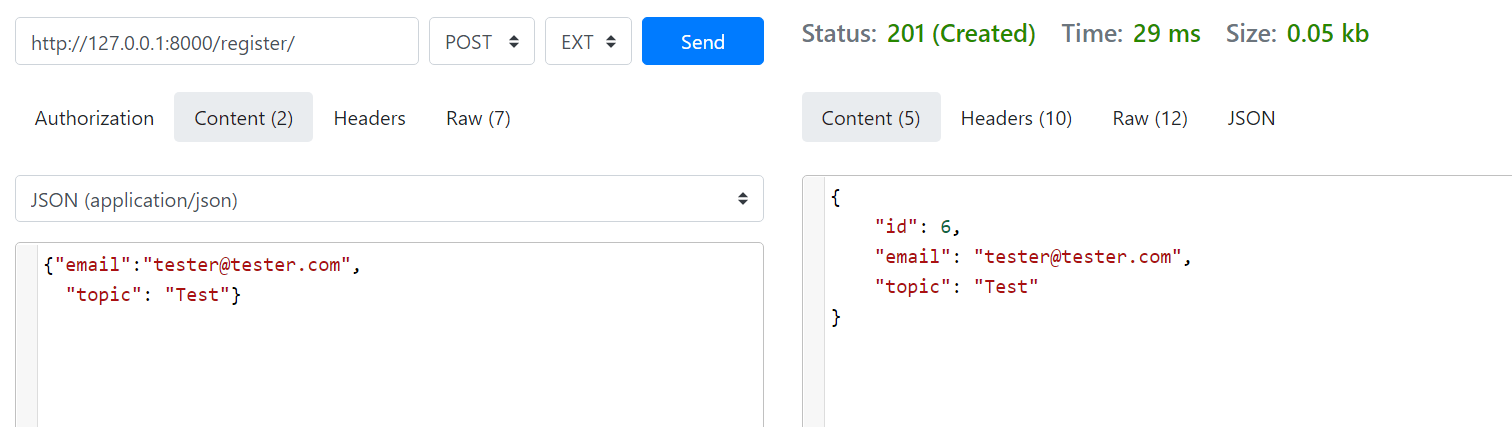 http://127.0.0.1:8000/register/ POST EXT Send
Authorization Content (2) Headers Raw (7)
JSON (application/json)
{"email":"tester@tester.com",
"topic": "Test"}
Status: 201 (Created) Time: 29 ms Size: 0.05 kb
Content (5) Headers (10) Raw (12) JSON
{
"id": 6,
"email": "tester@tester.com",
"topic": "Test"
}